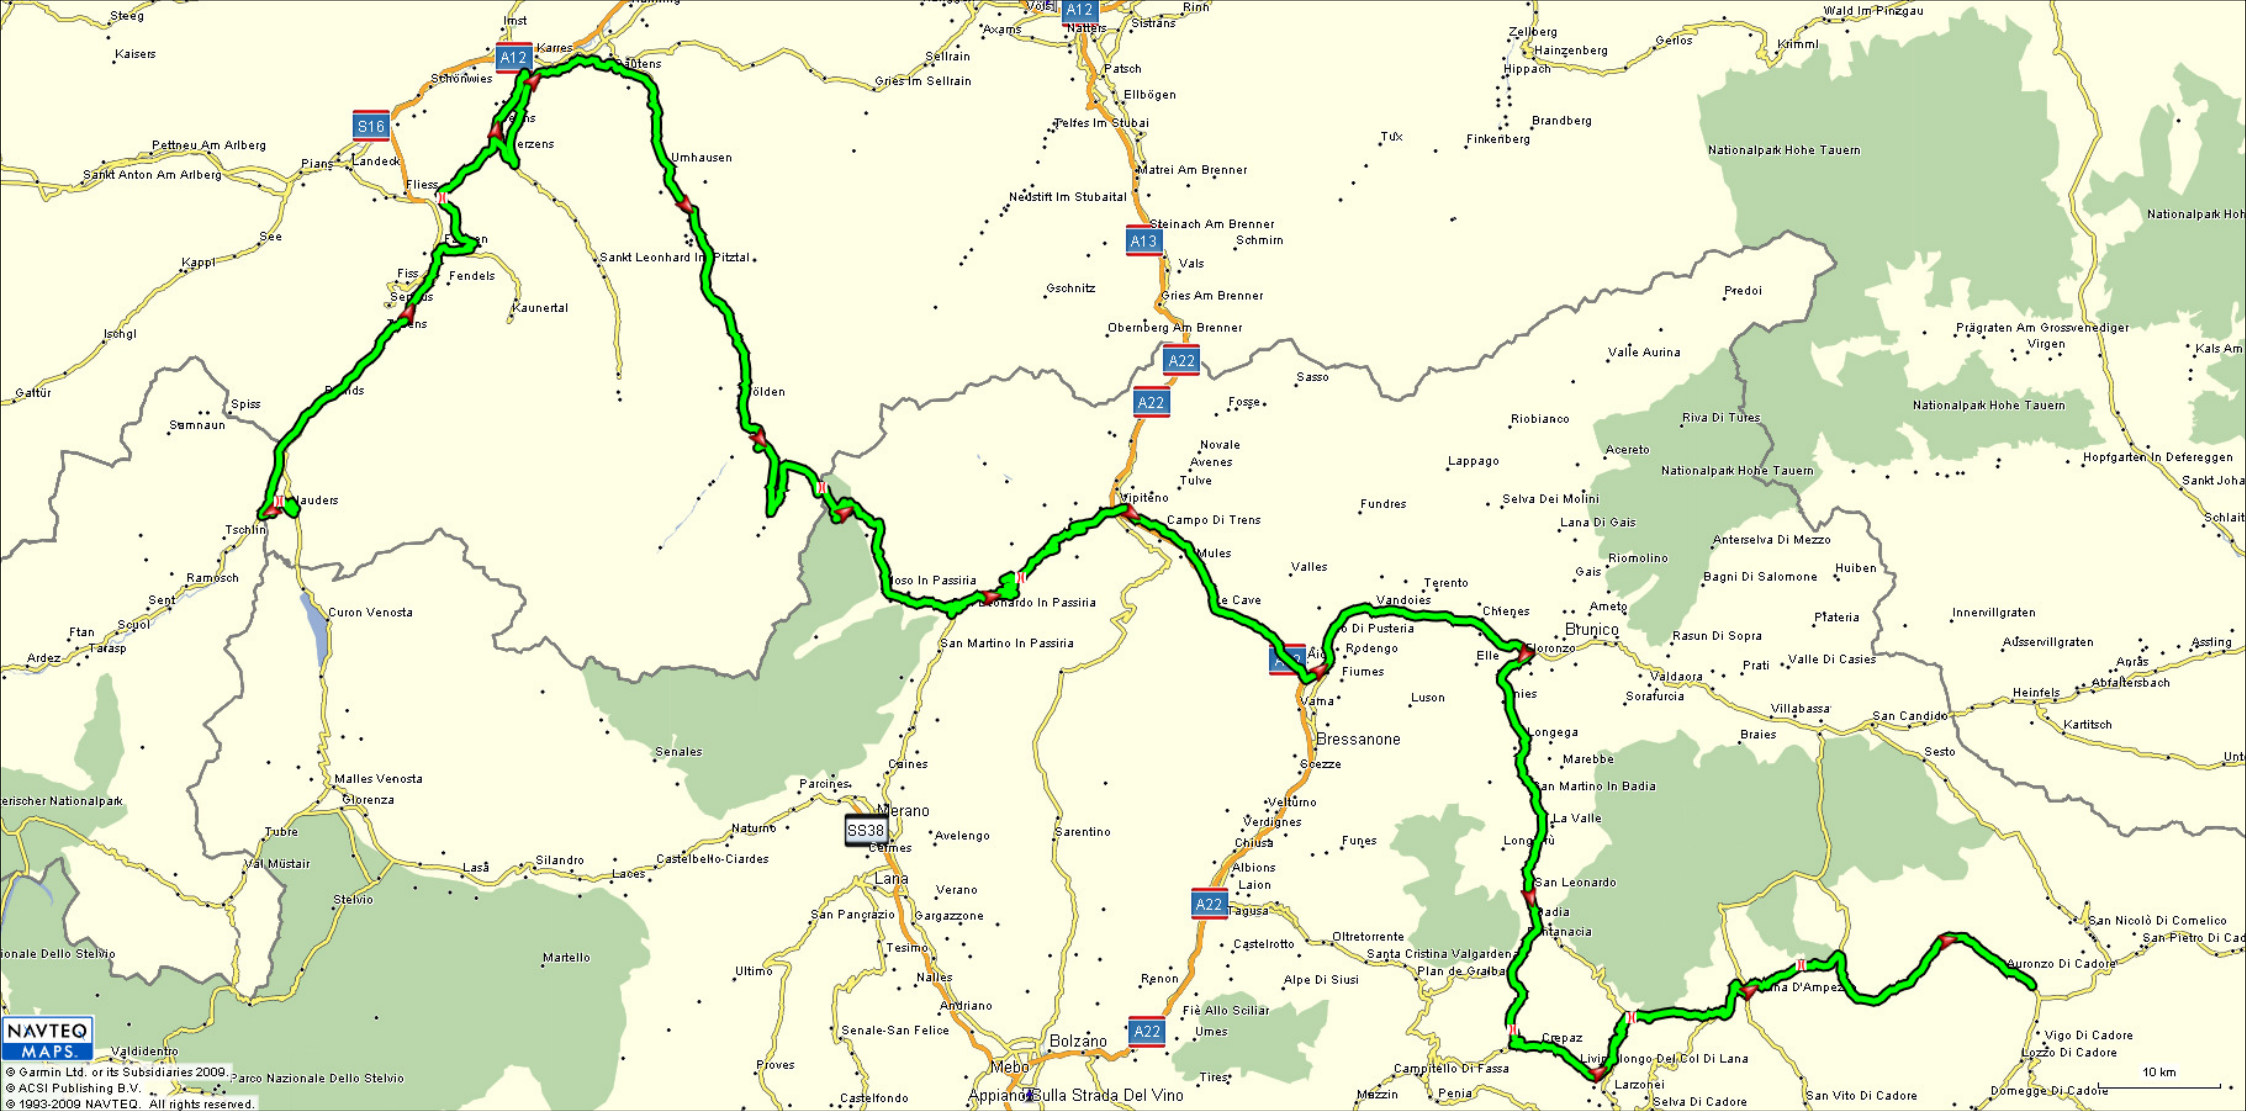 Steeg
Imst
Vols
A12
Rinn
Natters
Axams
Sistrans
Zellberg
Wald Im Pinzgau
Kaisers
Karres
A12
Sellrain
Hainzenberg
Gerlos
Krimml
Schönwies
Gries Im Sellrain
Patsch
Hippach
Ellbögen
S16
Telfes Im Stubai
Brandberg
Tux
Finkenberg
Pettneu Am Arlberg
Pians
Landeck
Umhausen
Nationalpark Hohe Tauern
Sankt Anton Am Arlberg
Fliess
Matrei Am Brenner
Neustift Im Stubaital
Nationalpark Hoh
See
Steinach Am Brenner
A13
Schmirn
Kappl
Sankt Leonhard Im Pitztal
Vals
Fiss
Fendels
Gschnitz
Gries Am Brenner
Predoi
Kaunertal
Ischgl
Obernberg Am Brenner
Prägraten Am Grossvenediger
Virgen
Kals Am
Valle Aurina
A22
Sasso
Galtür
Spiss
A22
Fosse
Nationalpark Hohe Tauern
Samnaun
Riobianco
Riva Di Tures
Novale
Acereto
Avenes
Lappago
Hopfgarten In Defereggen
Nationalpark Hohe Tauern
Tulve
Sankt Joha
Nauders
Vipiteno
Fundres
Selva Dei Molini
Tschlin
Campo Di Trens
Lana Di Gais
Schlait
Anterselva Di Mezzo
Mules
Riomolino
Valles
Gais
Bagni Di Salomone
Huiben
Ramosch
Moso In Passiria
Terento
Sent
Curon Venosta
Vandoies
Chienes
Ameto
Innervillgraten
Plateria
Scuol
Brunico
Ftan
Tarasp
San Martino In Passiria
Rasun Di Sopra
Ausservillgraten
Assling
Ardez
Rodengo
Elle
Floronzo
Prati
Valle Di Casies
Anras
Fiumes
Valdaora
Abfaltersbach
Luson
Sorafurcia
Heinfels
Varna
Villabassa
San Candido
Kartitsch
Longega
Braies
Bressanone
Senales
Marebbe
Sesto
Scezze
Caines
Malles Venosta
Parcines
San Martino In Badia
erischer Nationalpark
Glorenza
Merano
Velturno
SS38
Verdignes
La Valle
Tubre
Naturno
Avelengo
Sarentino
Chiusa
Funes
Cermes
Silandro
Castelbello-Ciardes
Val Müstair
Lasa
Laces
Albions
Lana
Laion
San Leonardo
Stelvio
Verano
A22
Tagusa
San Pancrazio
Gargazzone
Badia
San Nicolò Di Comelico
Oltretorrente
San Pietro Di Cad
Castelrotto
Tesimo
ionale Dello Stelvio
Martello
Santa Cristina Valgardena
Ultimo
Plan de Gralba
Auronzo Di Cadore
Nalles
Renon
Alpe Di Siusi
Andriano
Fiè Allo Sciliar
NAVTEQ
MAPS.
Senale-San Felice
A22
Umes
Vigo Di Cadore
Bolzano
Crepaz
Valdidentro
Lozzo Di Cadore
Proves
Mebo
Campitello Di Fassa
10 km
© Garmin Ltd. or its Subsidiaries 2009.
Parco Nazionale Dello Stelvio
Tires
Larzonei
© ACSI Publishing B.V.
Penia
Domegge Di Cadore
Castelfondo
Mazzin
Selva Di Cadore
San Vito Di Cadore
© 1993-2009 NAVTEQ. All rights reserved.